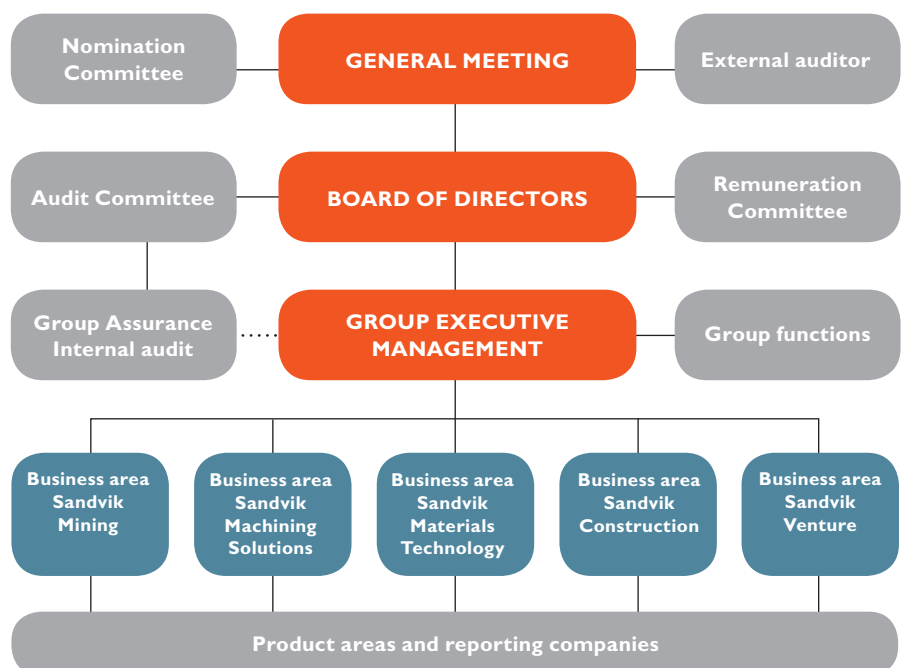 Nomination
Committee
GENERAL MEETING
External auditor
Audit Committee
BOARD OF DIRECTORS
Remuneration
Committee
Group Assurance
Internal audit
GROUP EXECUTIVE
MANAGEMENT
Group functions
Business area
Sandvik
Mining
Business area
Sandvik
Machining
Solutions
Business area
Sandvik
Materials
Technology
Business area
Sandvik
Construction
Business area
Sandvik
Venture
Product areas and reporting companies